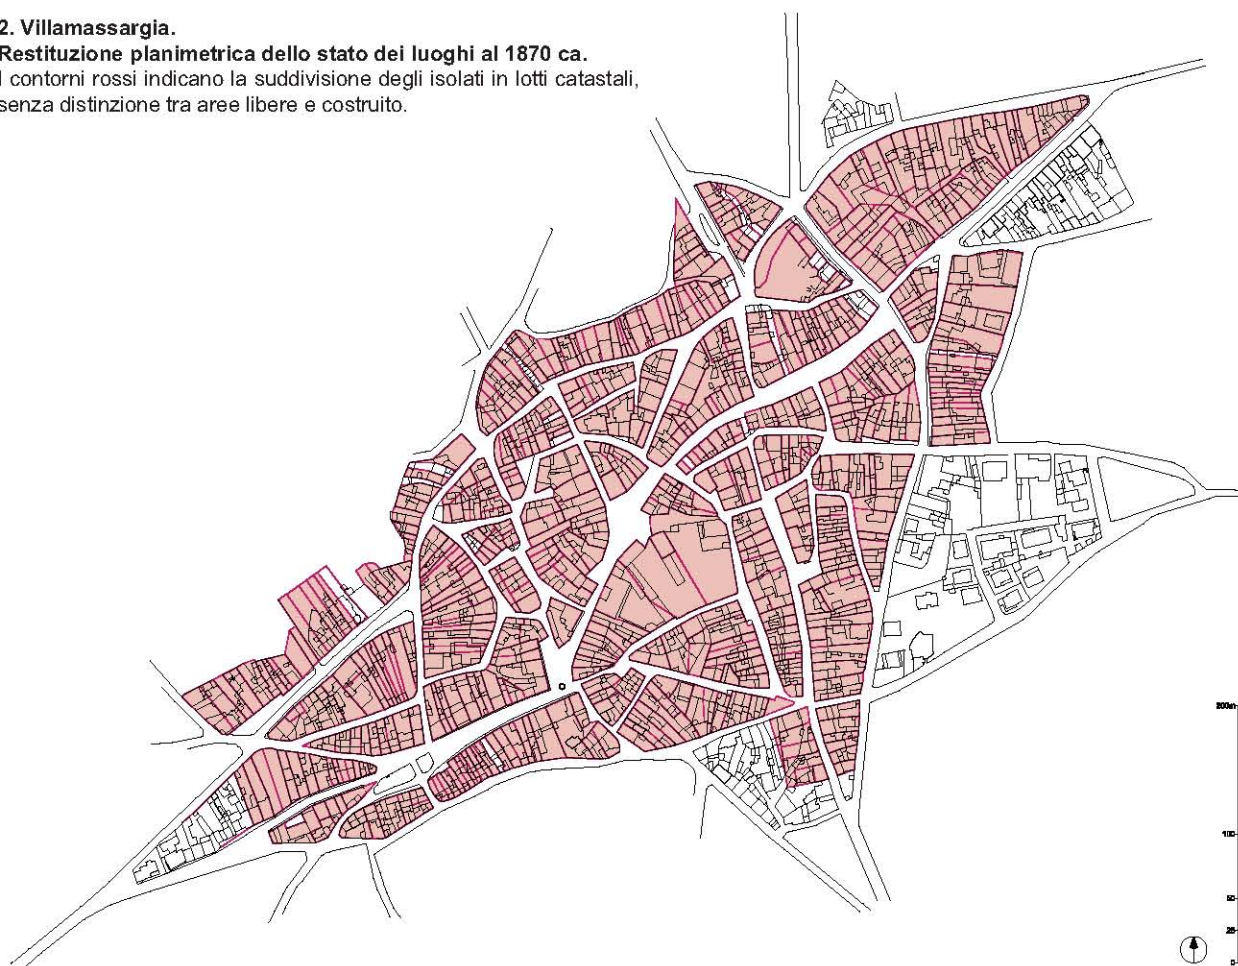 2. Villamassargia.
Restituzione planimetrica dello stato dei luoghi al 1870 ca.
I contorni rossi indicano la suddivisione degli isolati in lotti catastali,
senza distinzione tra aree libere e costruito.
200m
100
50
25
0